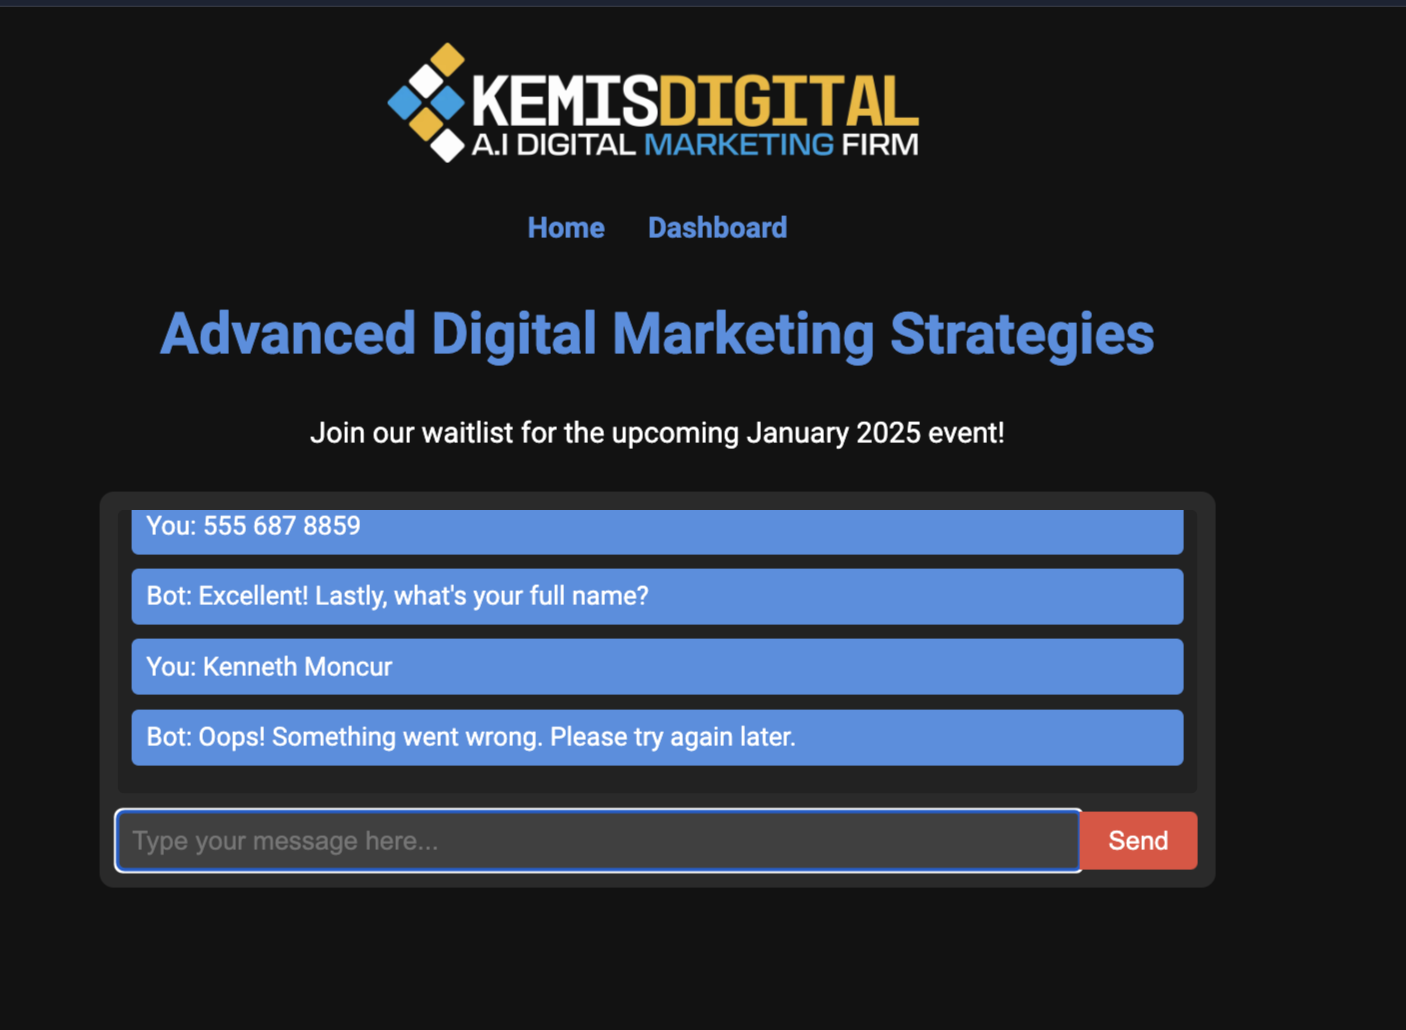 KEMISDIGITAL
A.I DIGITAL MARKETING FIRM
Home Dashboard
Advanced Digital Marketing Strategies
Join our waitlist for the upcoming January 2025 event!
You: 555 687 8859
Bot: Excellent! Lastly, what's your full name?
You: Kenneth Moncur
Bot: Oops! Something went wrong. Please try again later.
Type your message here... Send